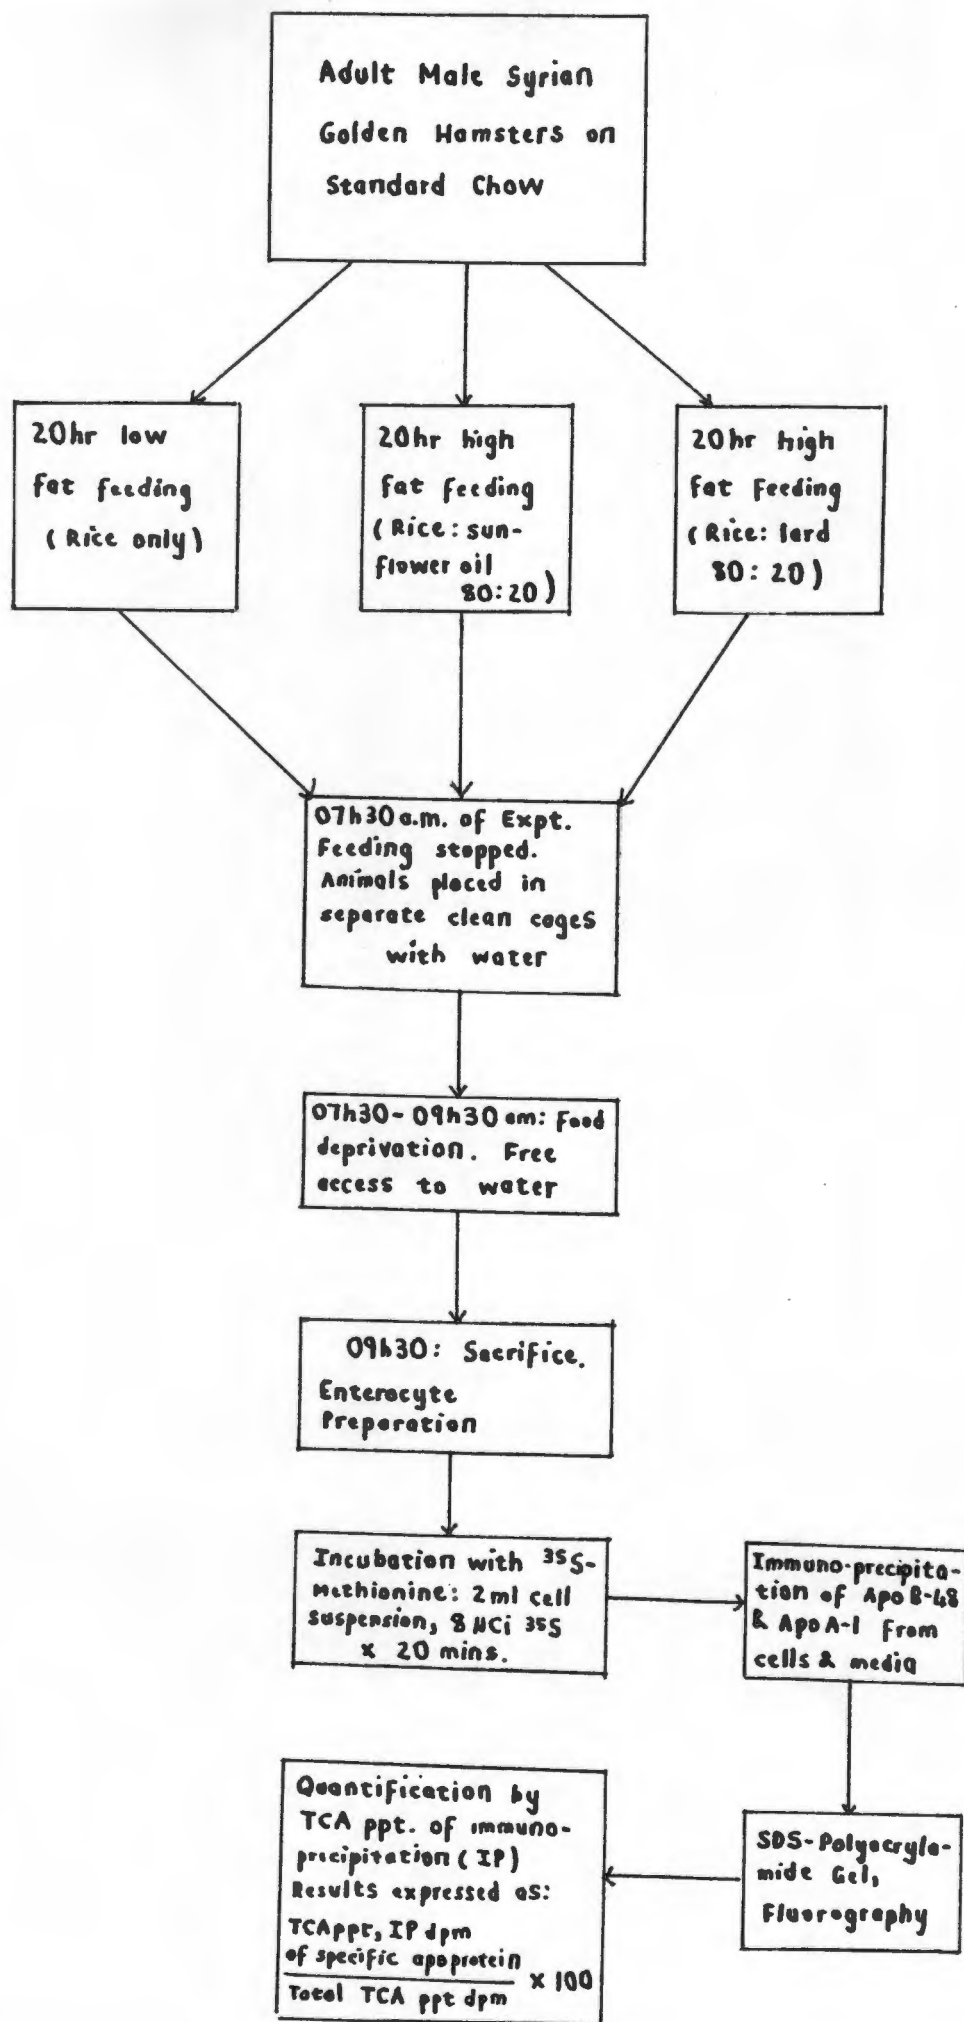 Adult Male Syrian
Golden Hamsters on
Standard Chow
20hr low
fat feeding
(Rice only)
20hr high
fat feeding
(Rice: sun-
flower oil
80:20)
20hr high
fat feeding
(Rice: lard
80:20)
07h30 a.m. of Expt.
Feeding stopped.
Animals placed in
separate clean cages
with water
07h30-09h30 am: Food
deprivation. Free
access to water
09h30: Sacrifice.
Enterocyte
Preparation
Incubation with ³⁵S-
Methionine: 2ml cell
suspension, 8 μCi ³⁵S
x 20 mins.
Immuno-precipita-
tion of Apo B-48
& Apo A-1 from
cells & media
SDS-Polyacryla-
mide Gel,
Fluorography
Quantification by
TCA ppt. of immuno-
precipitation (IP)
Results expressed as:
TCA ppt, IP dpm
of specific apoprotein
x 100
Total TCA ppt dpm